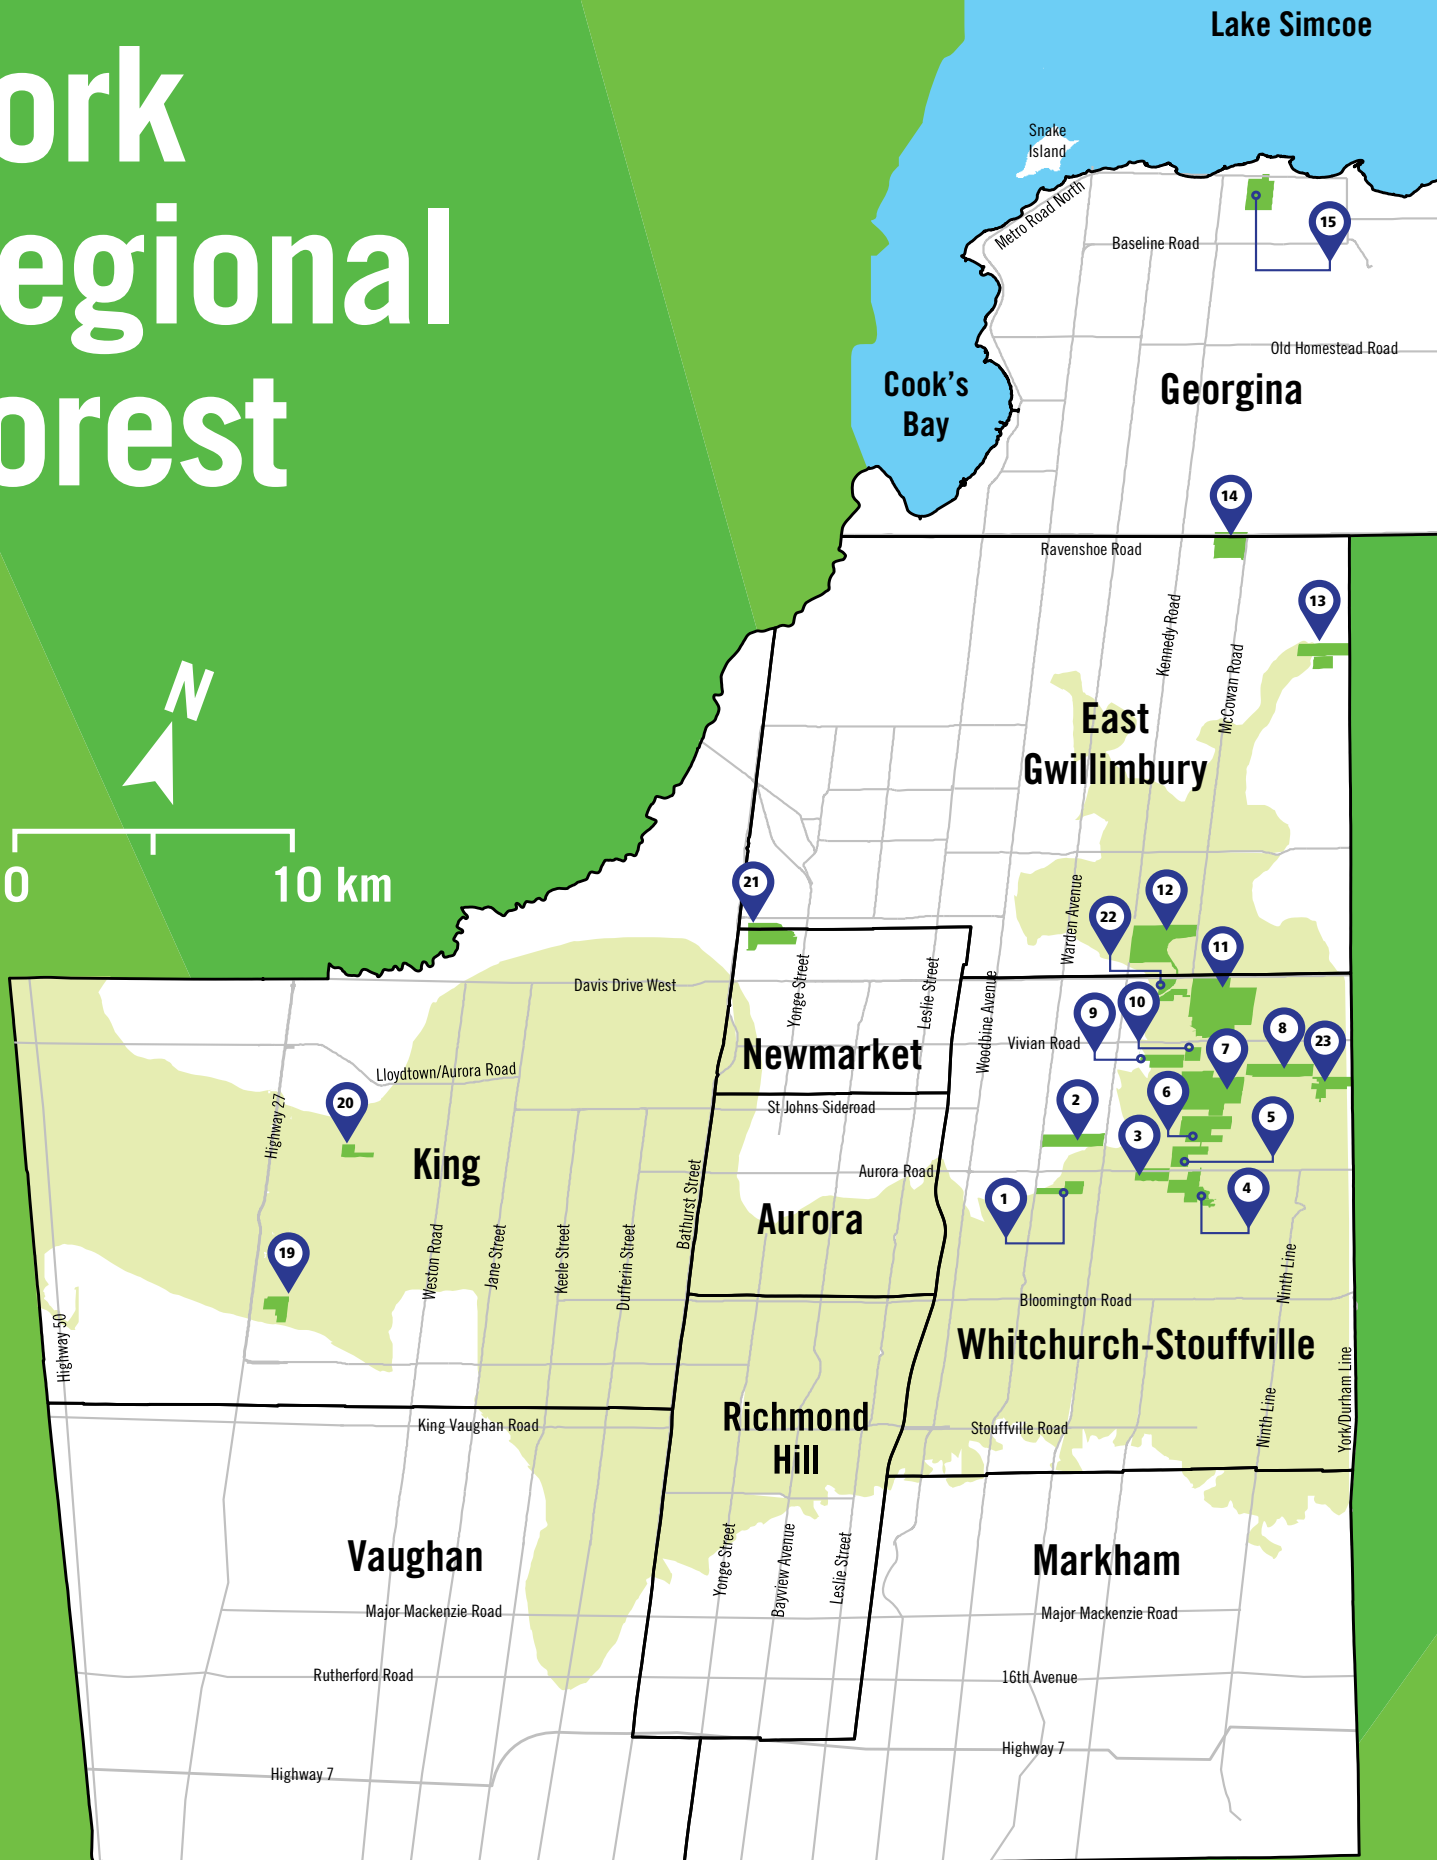 Lake Simcoe
ork
egional
orest
Snake
Island
Metro Road North
15
Baseline Road
Old Homestead Road
Cook's
Bay
Georgina
14
Ravenshoe Road
13
Kennedy Road
McCowan Road
N
East
Gwillimbury
0
10 km
21
12
22
Warden Avenue
11
Davis Drive West
Yonge Street
Leslie Street
Woodbine Avenue
9
10
8
23
7
Vivian Road
Newmarket
Lloydtown/Aurora Road
20
Highway 27
St Johns Sideroad
2
6
5
3
King
Aurora Road
Bathurst Street
1
4
Aurora
19
Weston Road
Jane Street
Keele Street
Dufferin Street
Ninth Line
Bloomington Road
Highway 50
Whitchurch-Stouffville
York/Durham Line
Richmond
Hill
King Vaughan Road
Stouffville Road
Ninth Line
Vaughan
Yonge Street
Bayview Avenue
Leslie Street
Markham
Major Mackenzie Road
Major Mackenzie Road
Rutherford Road
16th Avenue
Highway 7
Highway 7